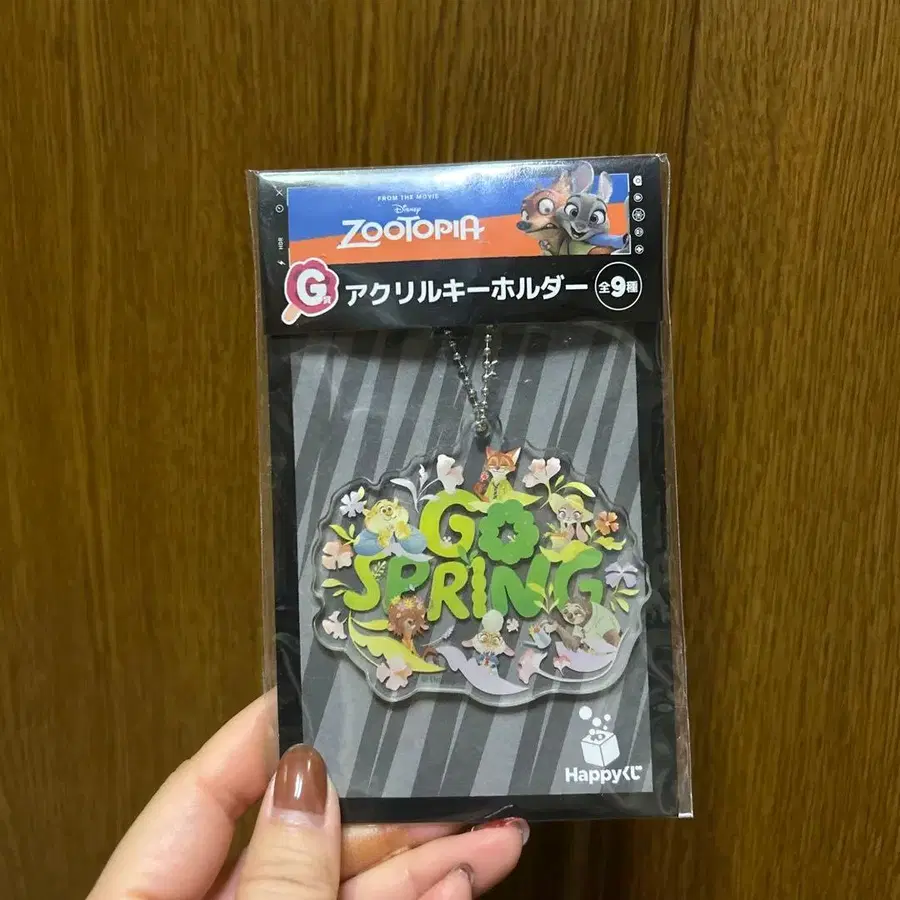 FROM THE MOVIE
Disney
ZOOTOPIA
HDR
G賞 アクリルキーホルダー 全9種
GO
SPRING
Happyくじ